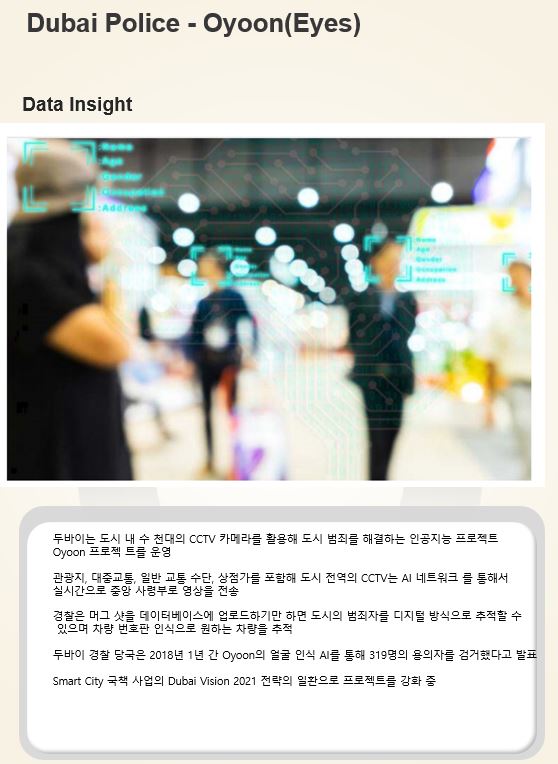 Dubai Police - Oyoon(Eyes)
Data Insight
:Name
:Age
:Gender
:Occupation
:Address
Name
Age
Gender
Occupation
Address
두바이는 도시 내 수 천대의 CCTV 카메라를 활용해 도시 범죄를 해결하는 인공지능 프로젝트
Oyoon 프로젝 트를 운영
관광지, 대중교통, 일반 교통 수단, 상점가를 포함해 도시 전역의 CCTV는 AI 네트워크 를 통해서
실시간으로 중앙 사령부로 영상을 전송
경찰은 머그 샷을 데이터베이스에 업로드하기만 하면 도시의 범죄자를 디지털 방식으로 추적할 수
있으며 차량 번호판 인식으로 원하는 차량을 추적
두바이 경찰 당국은 2018년 1년 간 Oyoon의 얼굴 인식 AI를 통해 319명의 용의자를 검거했다고 발표
Smart City 국책 사업의 Dubai Vision 2021 전략의 일환으로 프로젝트를 강화 중